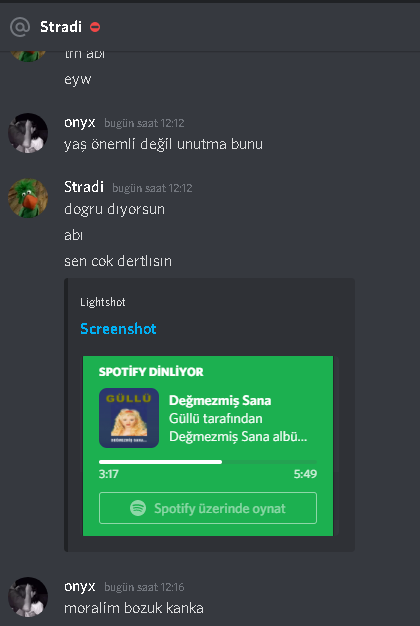 @ Stradi
tm abi
eyw
onyx bugün saat 12:12
yaş önemli değil unutma bunu
Stradi bugün saat 12:12
dogru dıyorsun
abı
sen cok dertlısın
Lightshot
Screenshot
SPOTİFY DİNLİYOR
GÜLLÜ
DEĞMEZMİŞ SANA...
Değmezmiş Sana
Güllü tarafından
Değmezmiş Sana albü...
3:17 5:49
Spotify üzerinde oynat
onyx bugün saat 12:16
moralim bozuk kanka